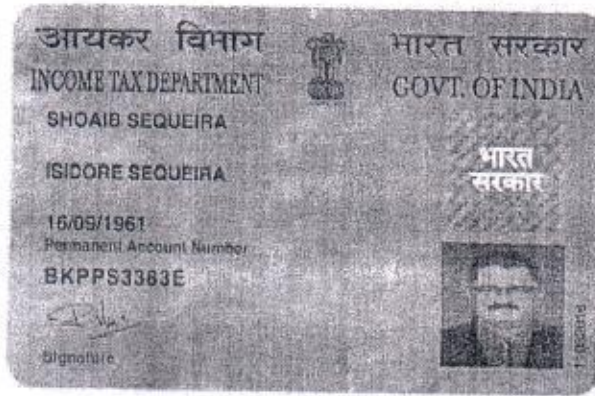 आयकर विभाग
भारत सरकार
INCOME TAX DEPARTMENT
GOVT. OF INDIA
SHOAIB SEQUEIRA
ISIDORE SEQUEIRA
भारत
सरकार
16/09/1961
Permanent Account Number
BKPPS3383E
Signature